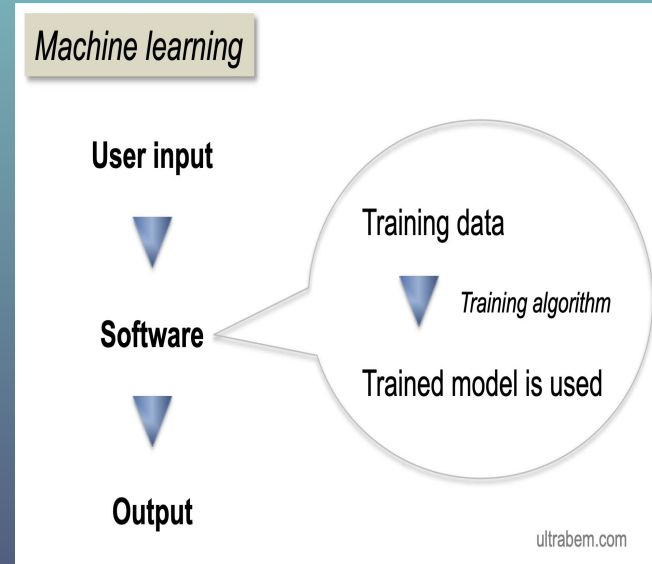 Machine learning
User input
Software
Output
Training data
Training algorithm
Trained model is used
ultrabem.com